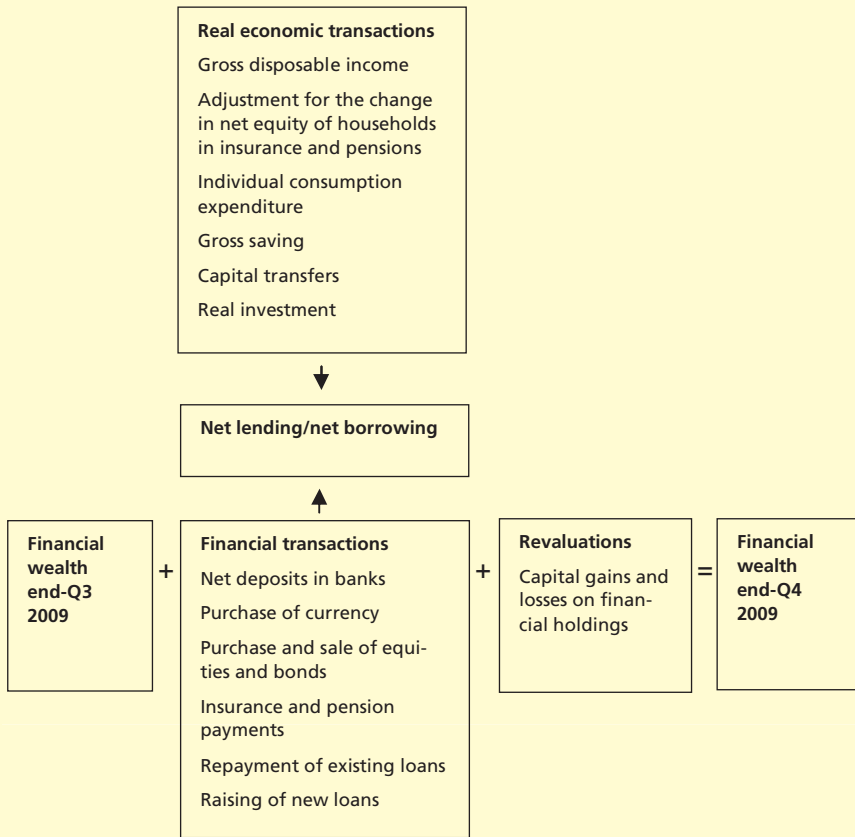 Real economic transactions
Gross disposable income
Adjustment for the change
in net equity of households
in insurance and pensions
Individual consumption
expenditure
Gross saving
Capital transfers
Real investment
Net lending/net borrowing
Financial
wealth
end-Q3
2009
+
Financial transactions
Net deposits in banks
Purchase of currency
Purchase and sale of equi-
ties and bonds
Insurance and pension
payments
Repayment of existing loans
Raising of new loans
+
Revaluations
Capital gains and
losses on finan-
cial holdings
=
Financial
wealth
end-Q4
2009